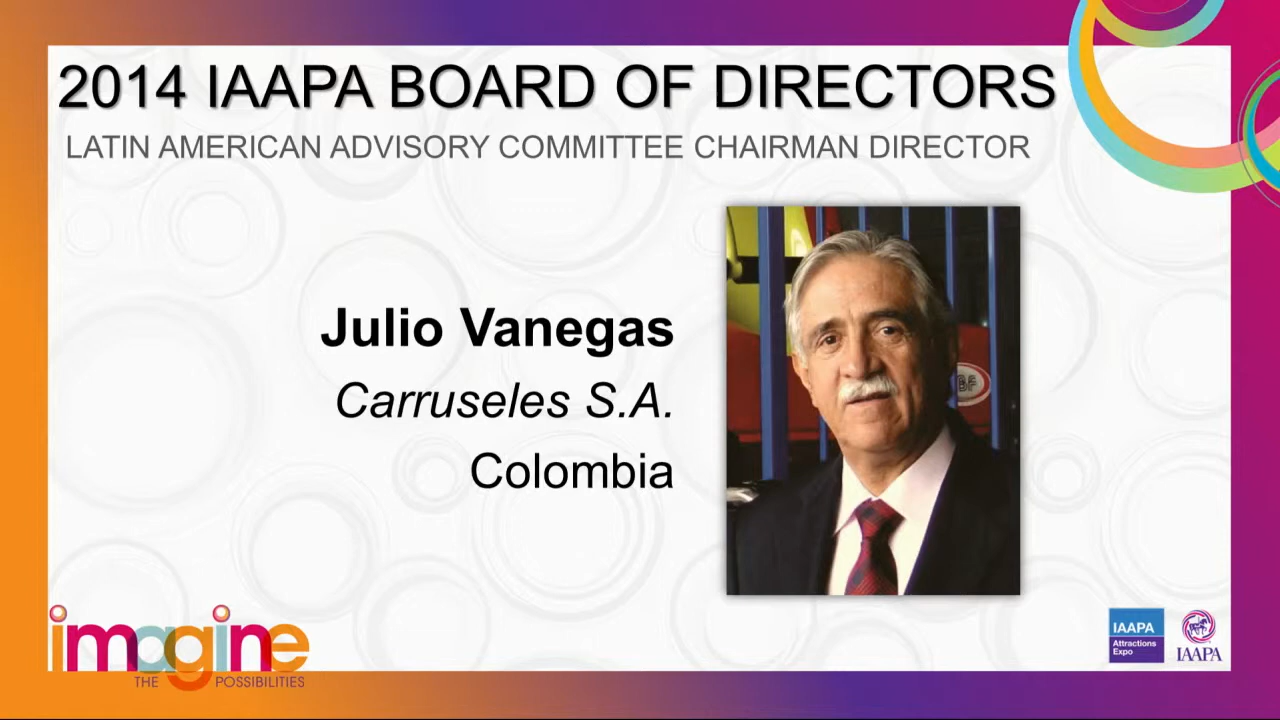 2014 IAAPA BOARD OF DIRECTORS
LATIN AMERICAN ADVISORY COMMITTEE CHAIRMAN DIRECTOR
Julio Vanegas
Carruseles S.A.
Colombia
imagine
THE POSSIBILITIES
IAAPA
Attractions
Expo
IAAPA